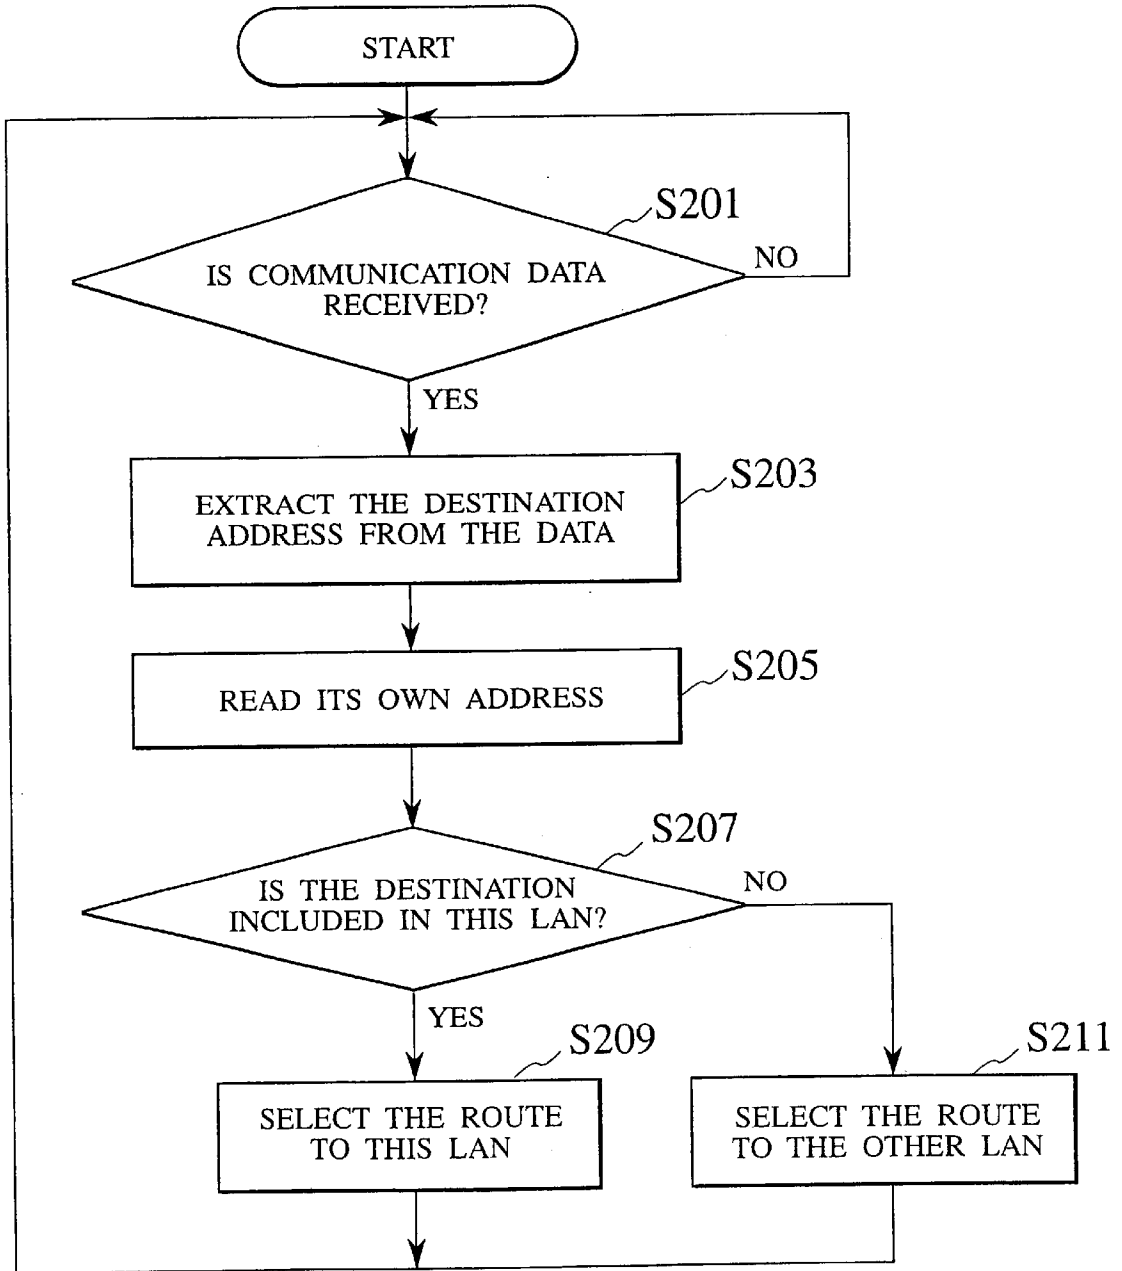 START
S201
IS COMMUNICATION DATA
RECEIVED?
NO
YES
S203
EXTRACT THE DESTINATION
ADDRESS FROM THE DATA
S205
READ ITS OWN ADDRESS
S207
IS THE DESTINATION
INCLUDED IN THIS LAN?
NO
YES
S209
SELECT THE ROUTE
TO THIS LAN
S211
SELECT THE ROUTE
TO THE OTHER LAN